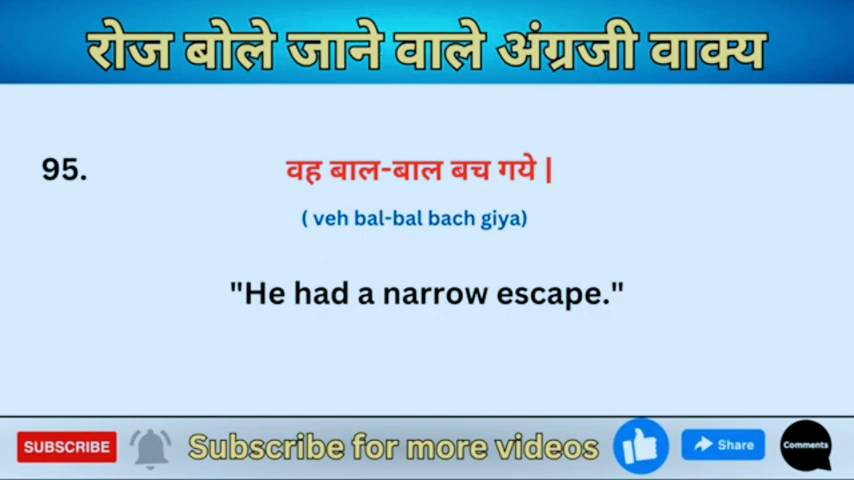 रोज बोले जाने वाले अंग्रजी वाक्य
95.
वह बाल-बाल बच गये |
( veh bal-bal bach giya)
"He had a narrow escape."
SUBSCRIBE
Subscribe for more videos
Share
Comments